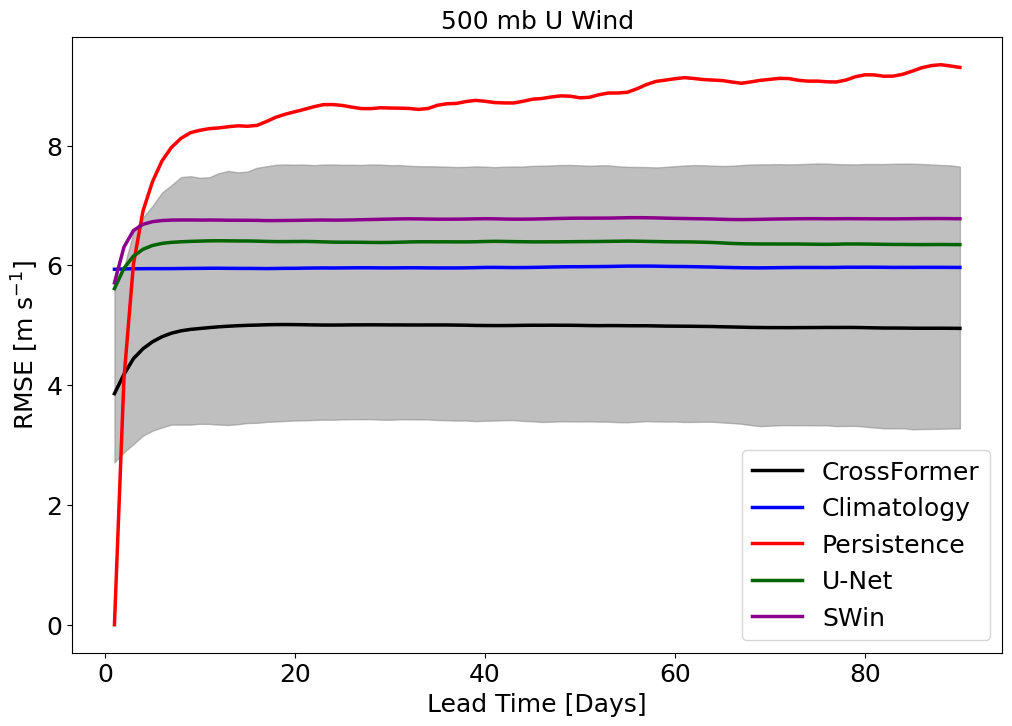 500 mb U Wind
RMSE [m s⁻¹]
8
6
4
2
0
0 20 40 60 80
Lead Time [Days]
CrossFormer
Climatology
Persistence
U-Net
SWin